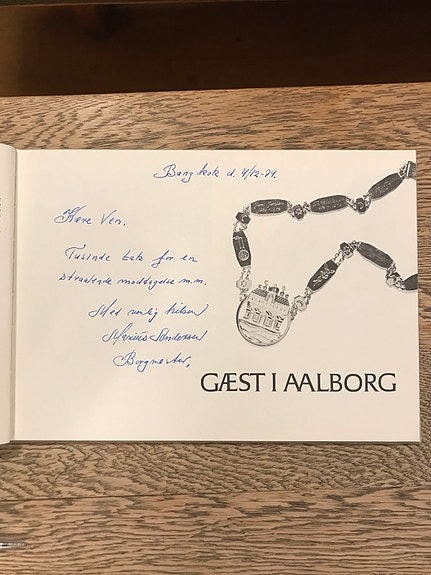 Bangkok d. 4/12-74.
Kære Ven.
Tusinde tak for en
straalende modtagelse m.m.
Med venlig hilsen
Marius Andersen
Borgmester.
GÆST I AALBORG